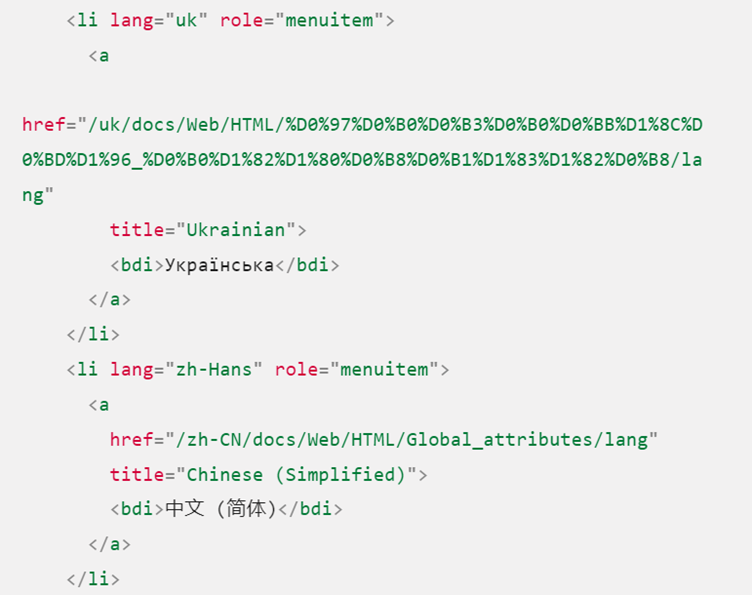 <li lang="uk" role="menuitem">
<a
href="/uk/docs/Web/HTML/%D0%97%D0%B0%D0%B3%D0%B0%D0%BB%D1%8C%D
0%BD%D1%96_%D0%B0%D1%82%D1%80%D0%B8%D0%B1%D1%83%D1%82%D0%B8/la
ng"
title="Ukrainian">
<bdi>Українська</bdi>
</a>
</li>
<li lang="zh-Hans" role="menuitem">
<a
href="/zh-CN/docs/Web/HTML/Global_attributes/lang"
title="Chinese (Simplified)">
<bdi>中文 (简体)</bdi>
</a>
</li>